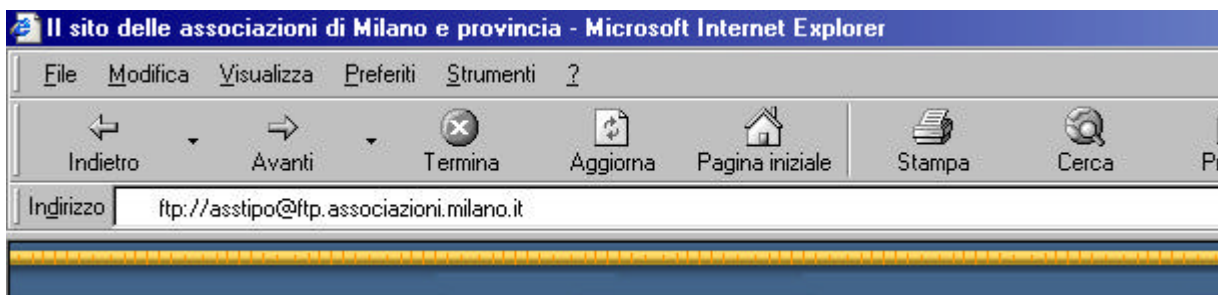 Il sito delle associazioni di Milano e provincia - Microsoft Internet Explorer
File Modifica Visualizza Preferiti Strumenti ?
Indietro Avanti Termina Aggiorna Pagina iniziale Stampa Cerca
Indirizzo ftp://asstipo@ftp.associazioni.milano.it